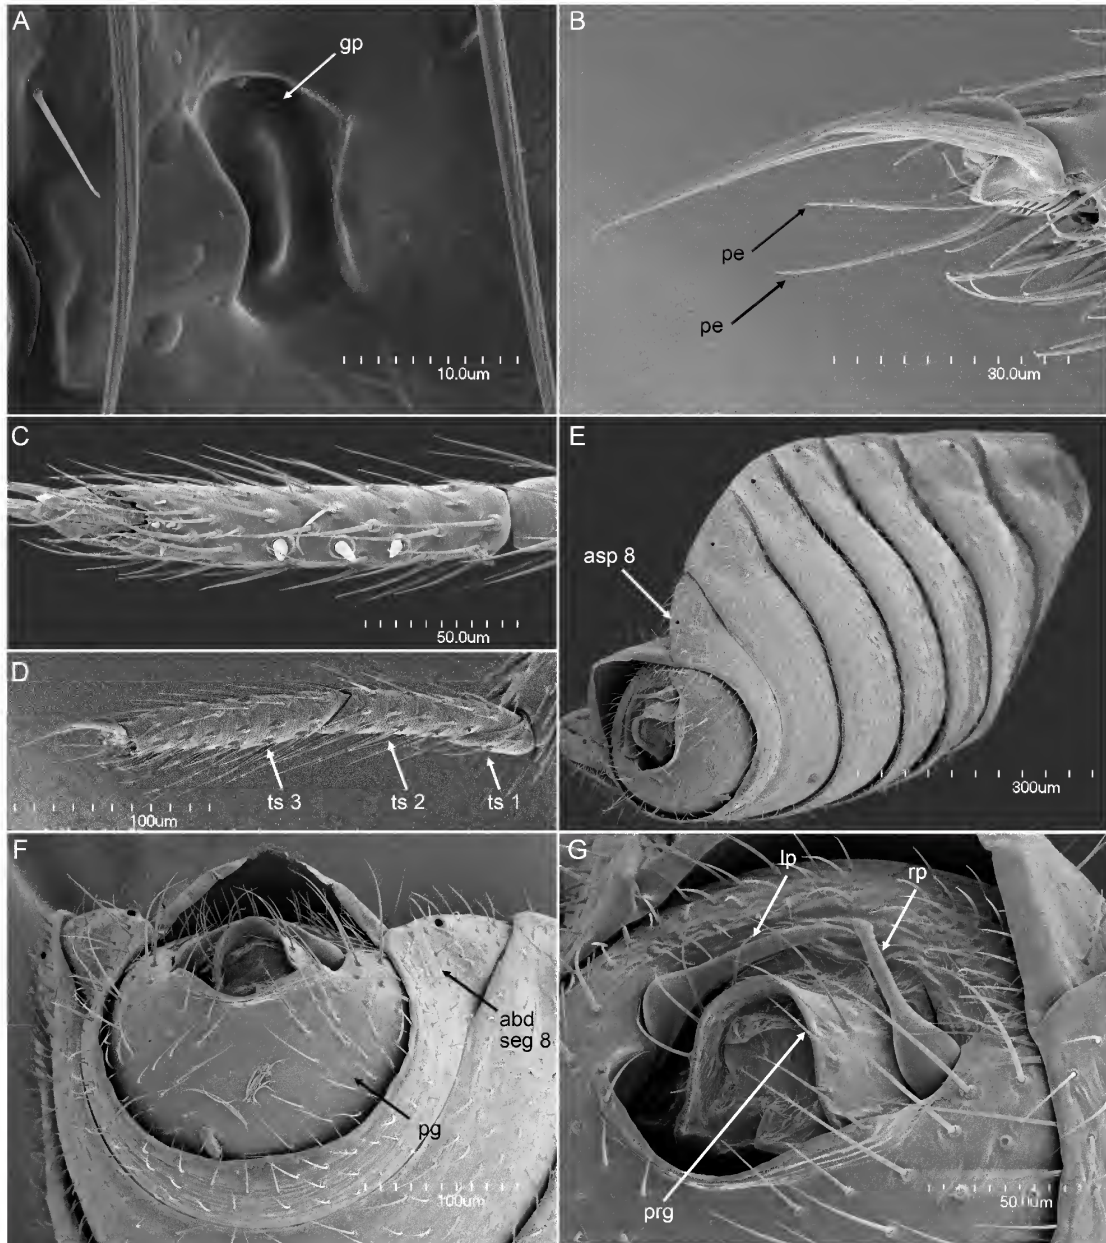 A
gp
10.0um
B
pe
pe
30.0um
C
50.0um
D
ts 3
ts 2
ts 1
100um
E
asp 8
300um
F
abd
seg 8
pg
100um
G
lp
rp
prg
50.0um